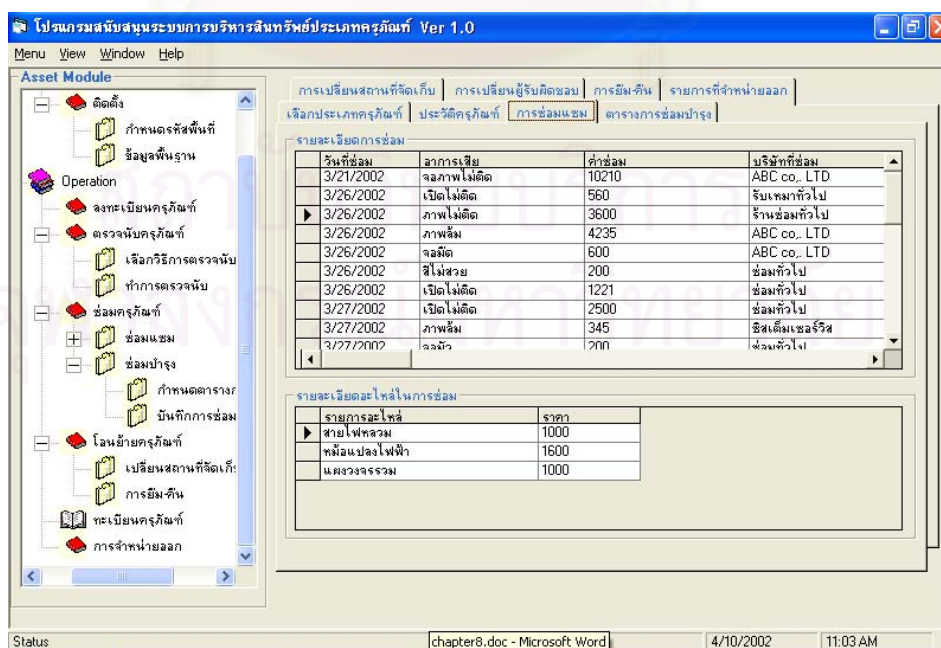 โปรแกรมสนับสนุนระบบการบริหารสินทรัพย์ประเภทครุภัณฑ์ Ver 1.0
Menu View Window Help
Asset Module
ติดตั้ง
กำหนดรหัสพื้นที่
ข้อมูลพื้นฐาน
Operation
ลงทะเบียนครุภัณฑ์
ตรวจนับครุภัณฑ์
เลือกวิธีการตรวจนับ
ทำการตรวจนับ
ซ่อมครุภัณฑ์
ซ่อมแซม
ซ่อมบำรุง
กำหนดตารางก
บันทึกการซ่อม
โอนย้ายครุภัณฑ์
เปลี่ยนสถานที่จัดเก็
การยืม-คืน
ทะเบียนครุภัณฑ์
การจำหน่ายออก
การเปลี่ยนสถานที่จัดเก็บ การเปลี่ยนผู้รับผิดชอบ การยืม-คืน รายการที่จำหน่ายออก
เลือกประเภทครุภัณฑ์ ประวัติครุภัณฑ์ การซ่อมแซม ตารางการซ่อมบำรุง
รายละเอียดการซ่อม
วันที่ซ่อม อาการเสีย ค่าซ่อม บริษัทที่ซ่อม
3/21/2002 จอภาพไม่ติด 10210 ABC co,. LTD
3/26/2002 เปิดไม่ติด 560 รับเหมาทั่วไป
3/26/2002 ภาพไม่ติด 3600 ร้านซ่อมทั่วไป
3/26/2002 ภาพล้ม 4235 ABC co,. LTD
3/26/2002 จอมืด 600 ABC co,. LTD
3/26/2002 สีไม่สวย 200 ซ่อมทั่วไป
3/26/2002 เปิดไม่ติด 1221 ซ่อมทั่วไป
3/27/2002 เปิดไม่ติด 2500 ซ่อมทั่วไป
3/27/2002 ภาพล้ม 345 ซิสเต็มเซอร์วิส
3/27/2002 จอมัว 200 ซ่อมทั่วไป
รายละเอียดอะไหล่ในการซ่อม
รายการอะไหล่ ราคา
สายไฟหลวม 1000
หม้อแปลงไฟฟ้า 1600
แผงวงจรรวม 1000
Status chapter8.doc - Microsoft Word 4/10/2002 11:03 AM